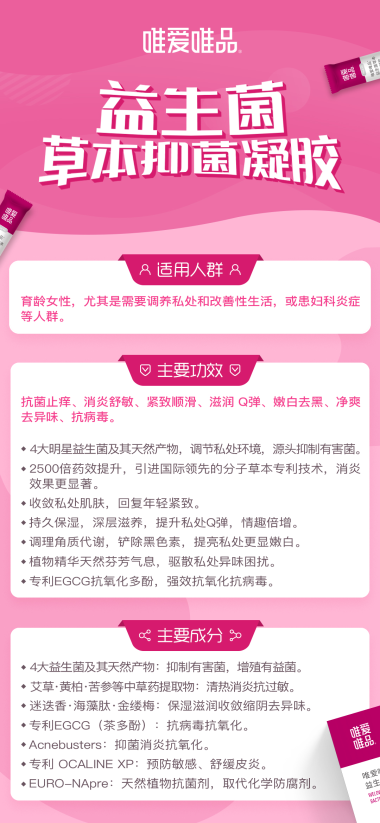 唯爱唯品®
益生菌
草本抑菌凝胶
唯爱
唯品
适用人群
育龄女性，尤其是需要调养私处和改善性生活，或患妇科炎症
等人群。
主要功效
抗菌止痒、消炎舒敏、紧致顺滑、滋润 Q弹、嫩白去黑、净爽
去异味、抗病毒。
4大明星益生菌及其天然产物，调节私处环境，源头抑制有害菌。
2500倍药效提升，引进国际领先的分子草本专利技术，消炎
效果更显著。
收敛私处肌肤，回复年轻紧致。
持久保湿，深层滋养，提升私处Q弹，情趣倍增。
调理角质代谢，铲除黑色素，提亮私处更显嫩白。
植物精华天然芬芳气息，驱散私处异味困扰。
专利EGCG抗氧化多酚，强效抗氧化抗病毒。
主要成分
4大益生菌及其天然产物：抑制有害菌，增殖有益菌。
艾草·黄柏·苦参等中草药提取物：清热消炎抗过敏。
迷迭香·海藻肽·金缕梅：保湿滋润收敛缩阴去异味。
专利EGCG（茶多酚）：抗病毒抗氧化。
Acnebusters：抑菌消炎抗氧化。
专利 OCALINE XP：预防敏感、舒缓皮炎。
EURO-NApre：天然植物抗菌剂，取代化学防腐剂。
唯爱
唯品
唯爱
益生